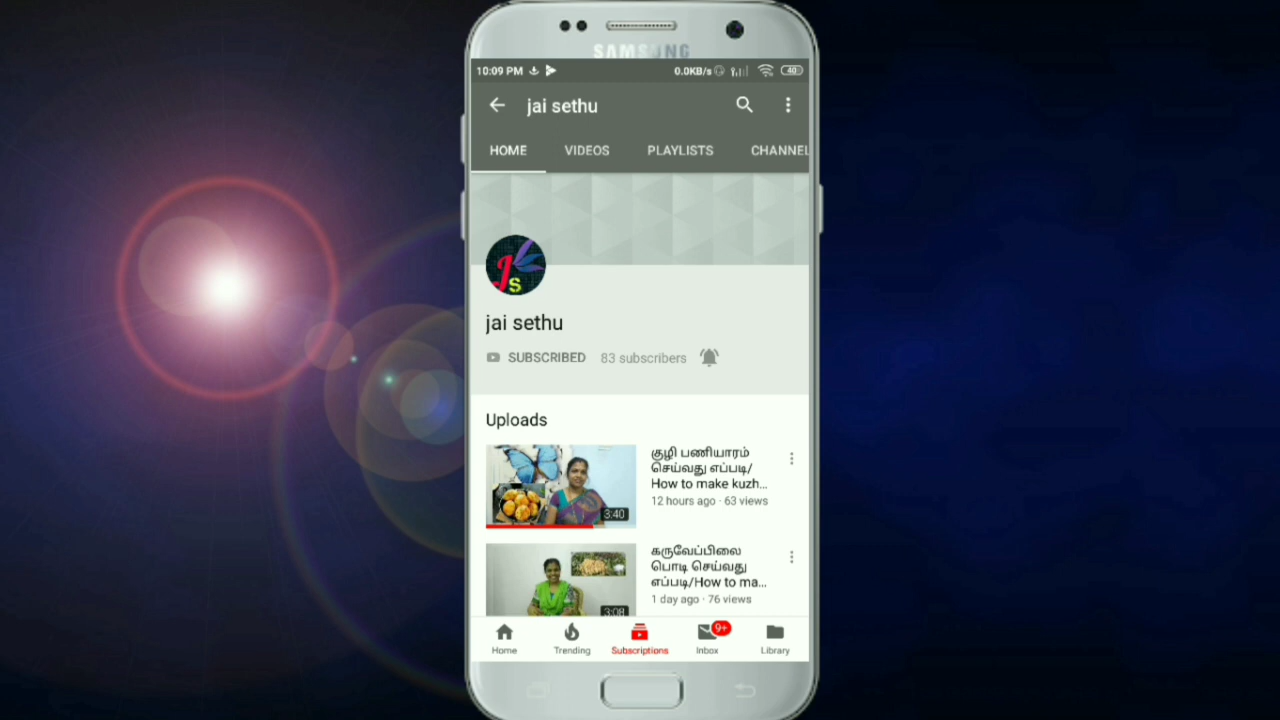 SAMSUNG
10:09 PM 0.0KB/s 40
jai sethu
HOME VIDEOS PLAYLISTS CHANNEL
Js
jai sethu
SUBSCRIBED 83 subscribers
Uploads
குழி பணியாரம்
செய்வது எப்படி/
How to make kuzh...
12 hours ago · 63 views
3:40
கருவேப்பிலை
பொடி செய்வது
எப்படி/How to ma...
1 day ago · 76 views
3:08
9+
Home Trending Subscriptions Inbox Library